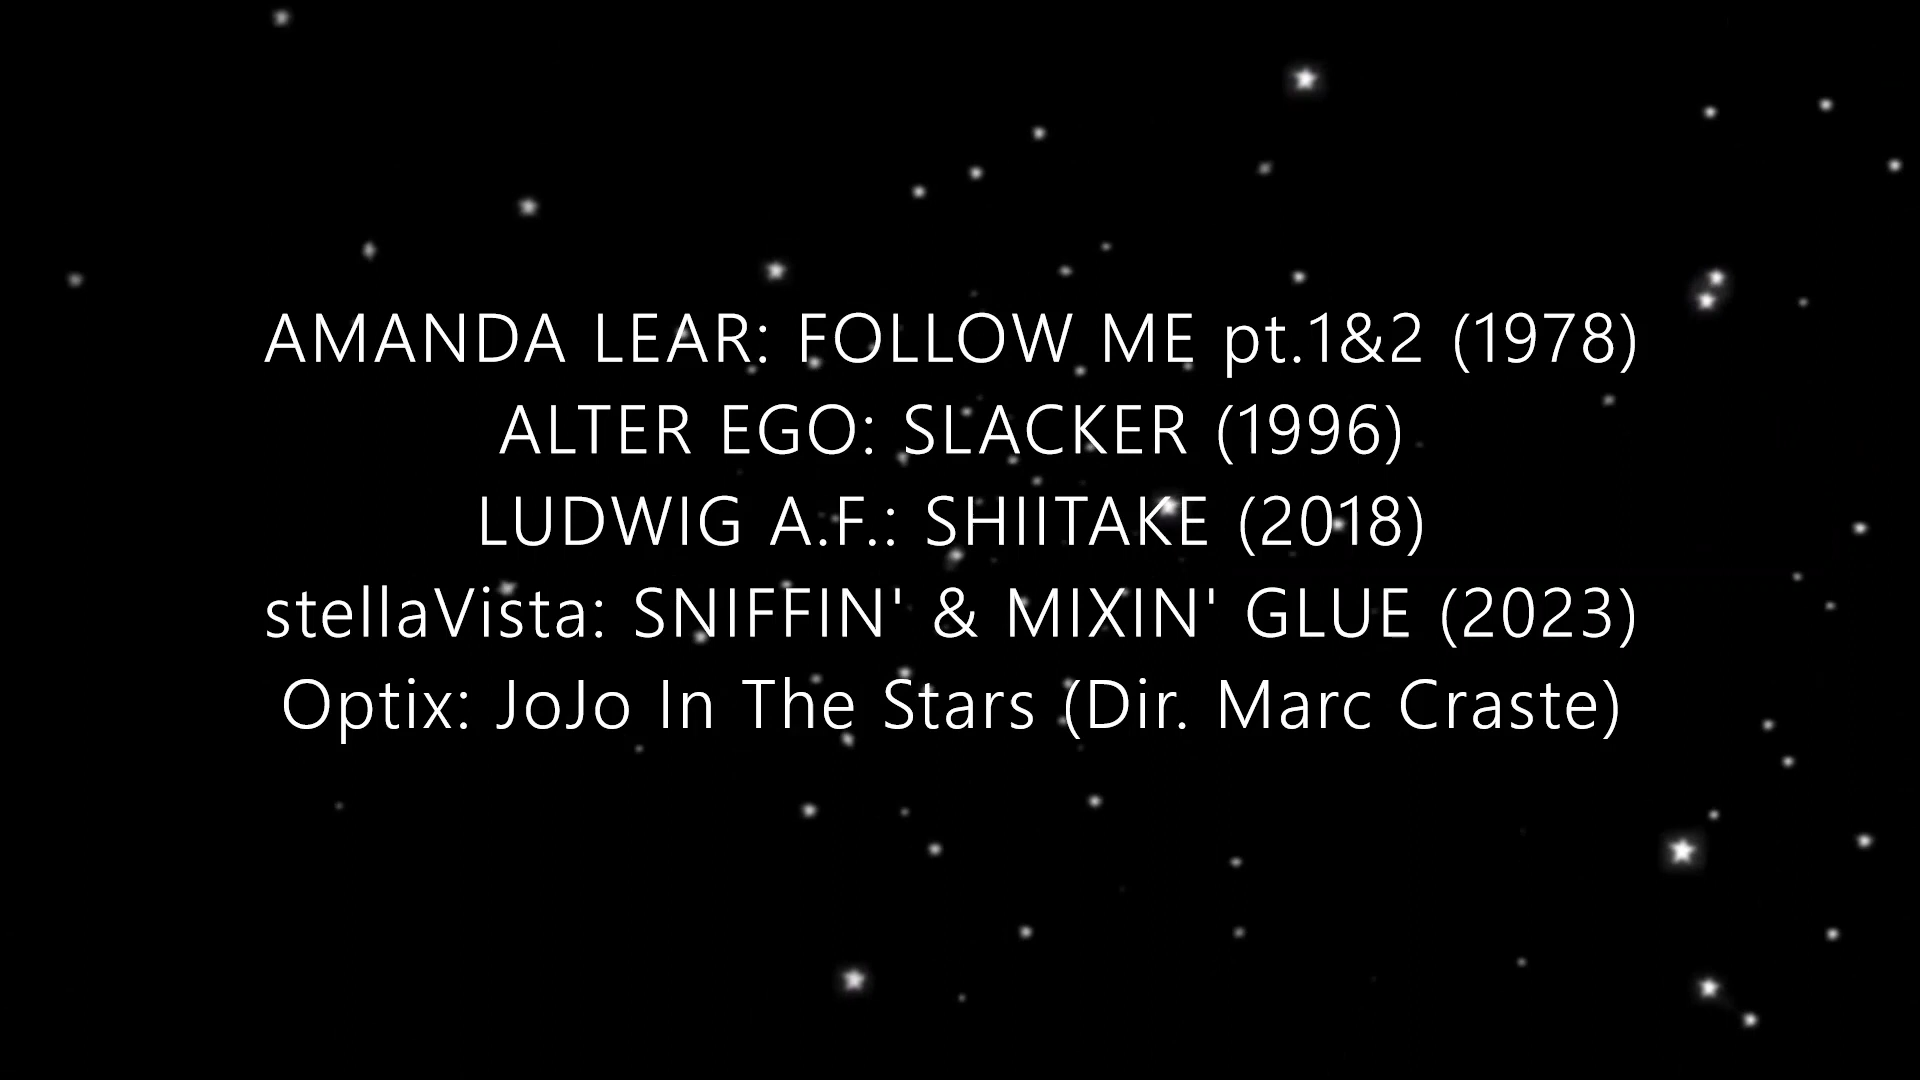 AMANDA LEAR: FOLLOW ME pt.1&2 (1978)
ALTER EGO: SLACKER (1996)
LUDWIG A.F.: SHIITAKE (2018)
stellaVista: SNIFFIN' & MIXIN' GLUE (2023)
Optix: JoJo In The Stars (Dir. Marc Craste)